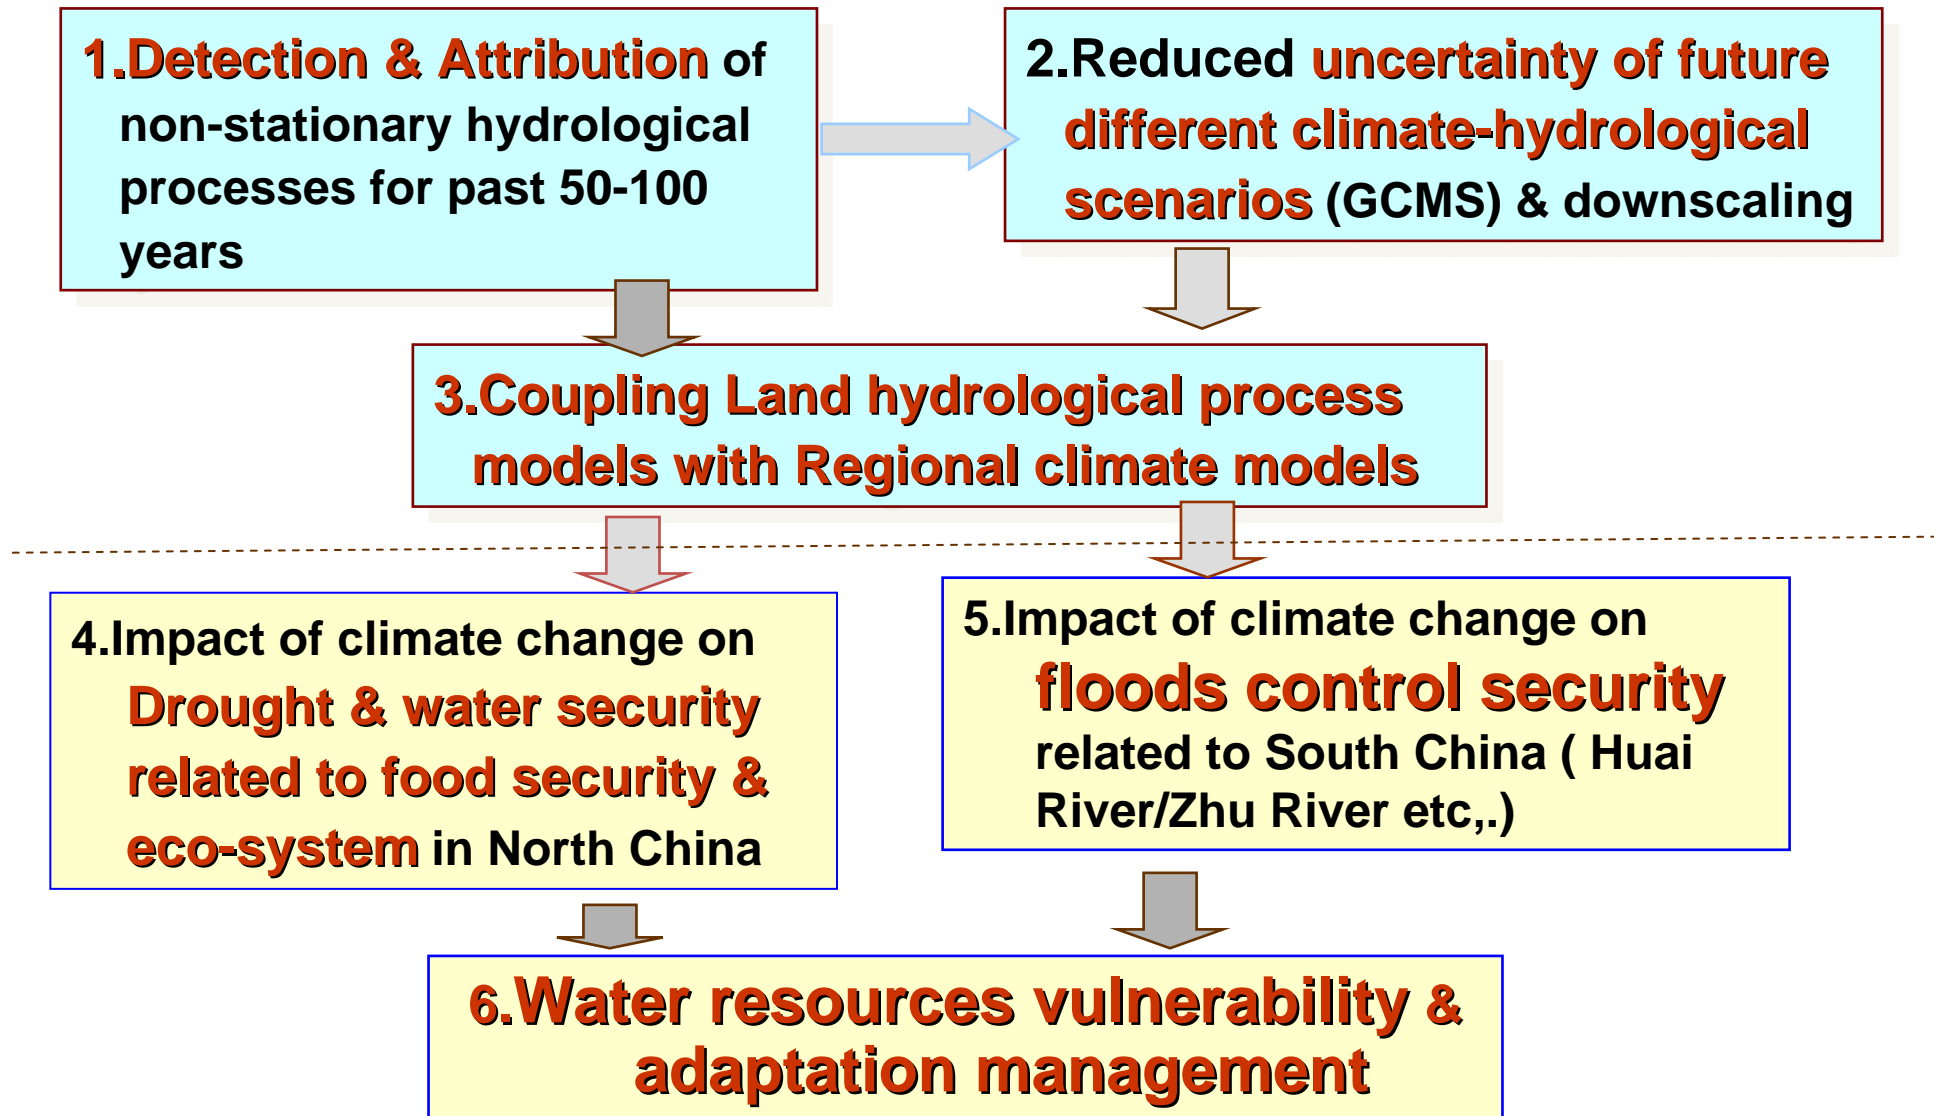 1.Detection & Attribution of
non-stationary hydrological
processes for past 50-100
years
2.Reduced uncertainty of future
different climate-hydrological
scenarios (GCMS) & downscaling
3.Coupling Land hydrological process
models with Regional climate models
4.Impact of climate change on
Drought & water security
related to food security &
eco-system in North China
5.Impact of climate change on
floods control security
related to South China ( Huai
River/Zhu River etc,.)
6.Water resources vulnerability &
adaptation management